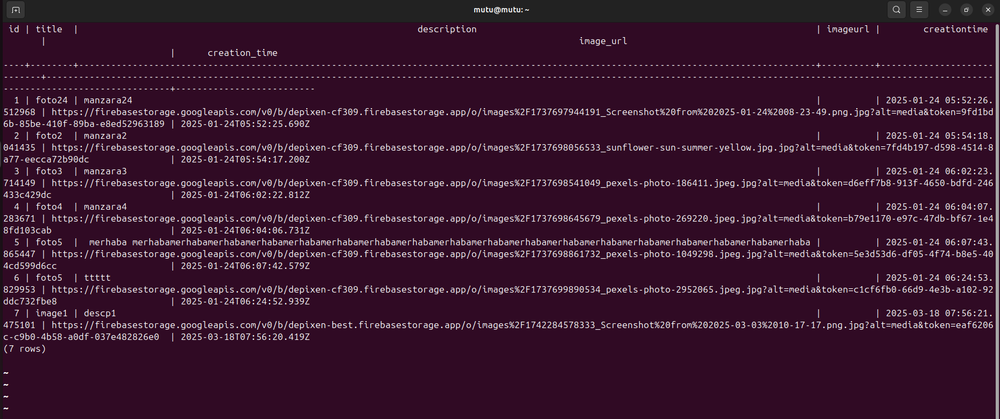 mutu@mutu: ~
id | title | description | imageurl | creationtime
| image_url
| creation_time
----+--------+-----------------------------------------------------------------------------------------------------------------------------------------+----------+---------------------
-------+--------------------------------------------------------------------------------------------------------------------------------------------------------------------------------
-------------------------------+--------------------------
1 | foto24 | manzara24 | | 2025-01-24 05:52:26.
512968 | https://firebasestorage.googleapis.com/v0/b/depixen-cf309.firebasestorage.app/o/images%2F1737697944191_Screenshot%20from%202025-01-24%2008-23-49.png.jpg?alt=media&token=9fd1bd
6b-85be-410f-89ba-e8ed52963189 | 2025-01-24T05:52:25.690Z
2 | foto2 | manzara2 | | 2025-01-24 05:54:18.
041435 | https://firebasestorage.googleapis.com/v0/b/depixen-cf309.firebasestorage.app/o/images%2F1737698056533_sunflower-sun-summer-yellow.jpg.jpg?alt=media&token=7fd4b197-d598-4514-8
a77-eecca72b90dc | 2025-01-24T05:54:17.200Z
3 | foto3 | manzara3 | | 2025-01-24 06:02:23.
714149 | https://firebasestorage.googleapis.com/v0/b/depixen-cf309.firebasestorage.app/o/images%2F1737698541049_pexels-photo-186411.jpeg.jpg?alt=media&token=d6eff7b8-913f-4650-bdfd-246
433c429dc | 2025-01-24T06:02:22.812Z
4 | foto4 | manzara4 | | 2025-01-24 06:04:07.
283671 | https://firebasestorage.googleapis.com/v0/b/depixen-cf309.firebasestorage.app/o/images%2F1737698645679_pexels-photo-269220.jpeg.jpg?alt=media&token=b79e1170-e97c-47db-bf67-1e4
8fd103cab | 2025-01-24T06:04:06.731Z
5 | foto5 | merhaba merhabamerhabamerhabamerhabamerhabamerhabamerhabamerhabamerhabamerhabamerhabamerhabamerhabamerhabamerhabamerhabamerhabamerhaba | | 2025-01-24 06:07:43.
865447 | https://firebasestorage.googleapis.com/v0/b/depixen-cf309.firebasestorage.app/o/images%2F1737698861732_pexels-photo-1049298.jpeg.jpg?alt=media&token=5e3d53d6-df05-4f74-b8e5-40
4cd599d6cc | 2025-01-24T06:07:42.579Z
6 | foto5 | ttttt | | 2025-01-24 06:24:53.
829953 | https://firebasestorage.googleapis.com/v0/b/depixen-cf309.firebasestorage.app/o/images%2F1737699890534_pexels-photo-2952065.jpeg.jpg?alt=media&token=c1cf6fb0-66d9-4e3b-a102-92
ddc732fbe8 | 2025-01-24T06:24:52.939Z
7 | image1 | descp1 | | 2025-03-18 07:56:21.
475101 | https://firebasestorage.googleapis.com/v0/b/depixen-best.firebasestorage.app/o/images%2F1742284578333_Screenshot%20from%202025-03-03%2010-17-17.png.jpg?alt=media&token=eaf6206
c-c9b0-4b58-a0df-037e482826e0 | 2025-03-18T07:56:20.419Z
(7 rows)
~
~
~
~